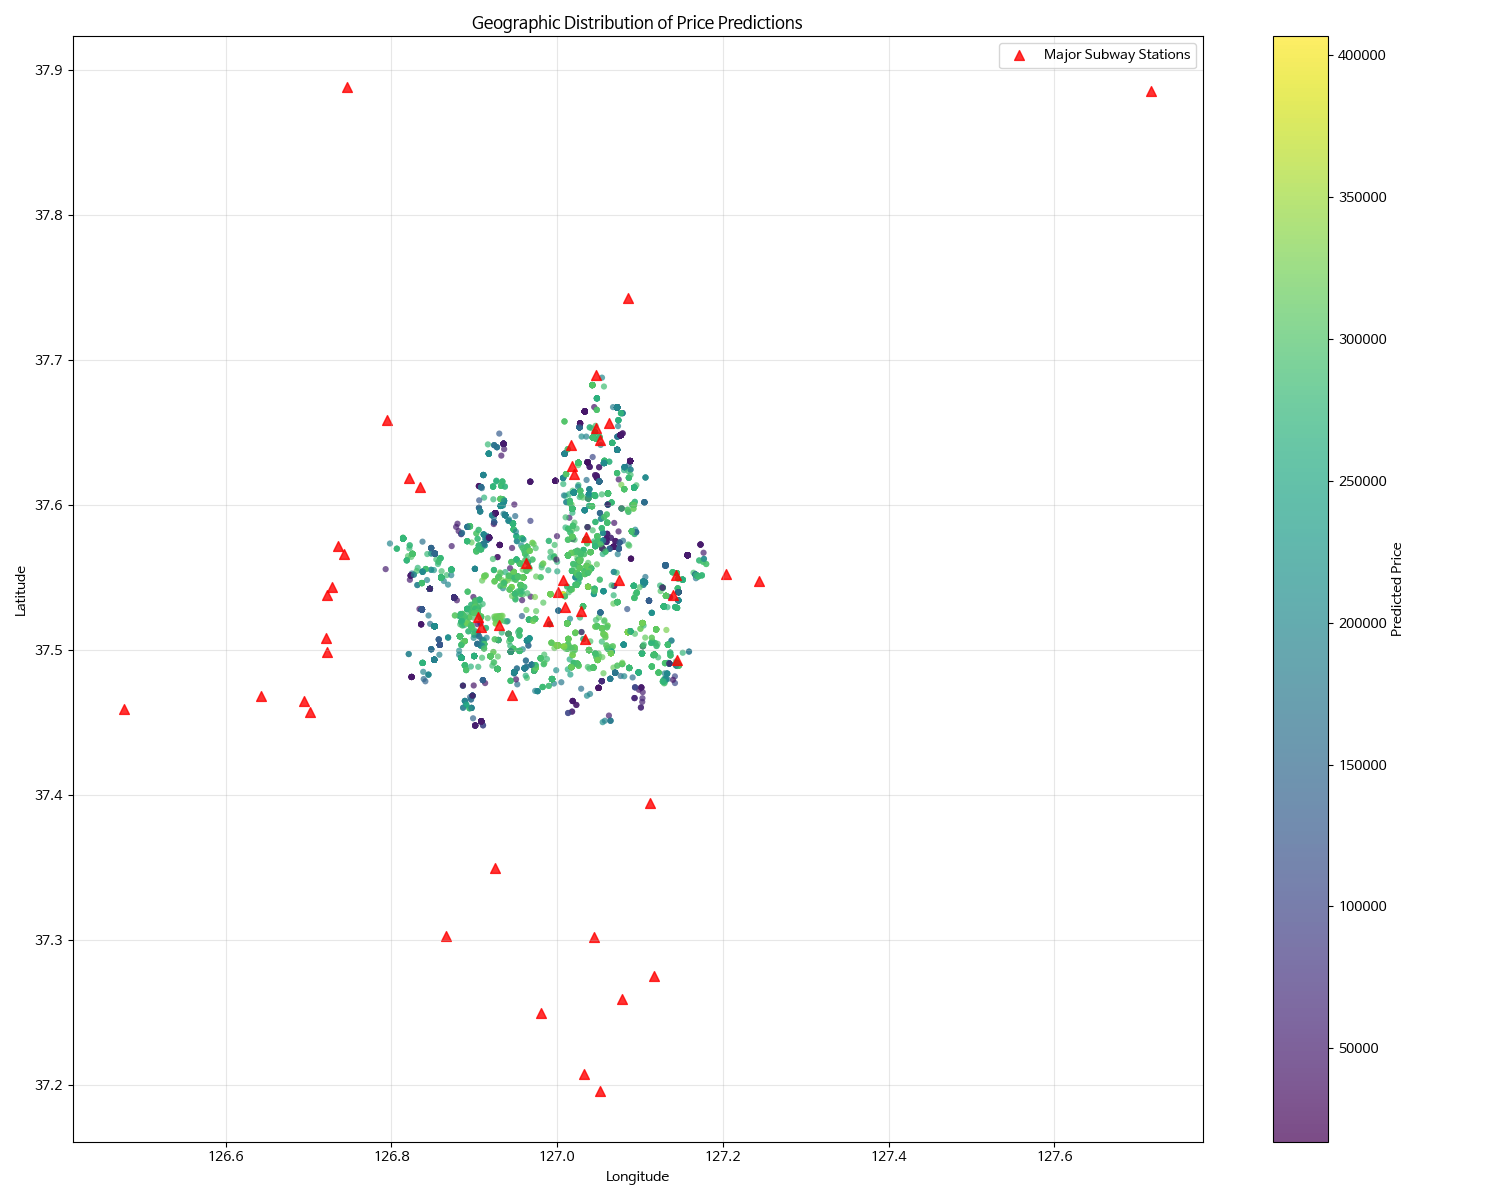 Geographic Distribution of Price Predictions
Major Subway Stations
37.9
37.8
37.7
37.6
37.5
37.4
37.3
37.2
Latitude
126.6 126.8 127.0 127.2 127.4 127.6
Longitude
400000
350000
300000
250000
200000
150000
100000
50000
Predicted Price